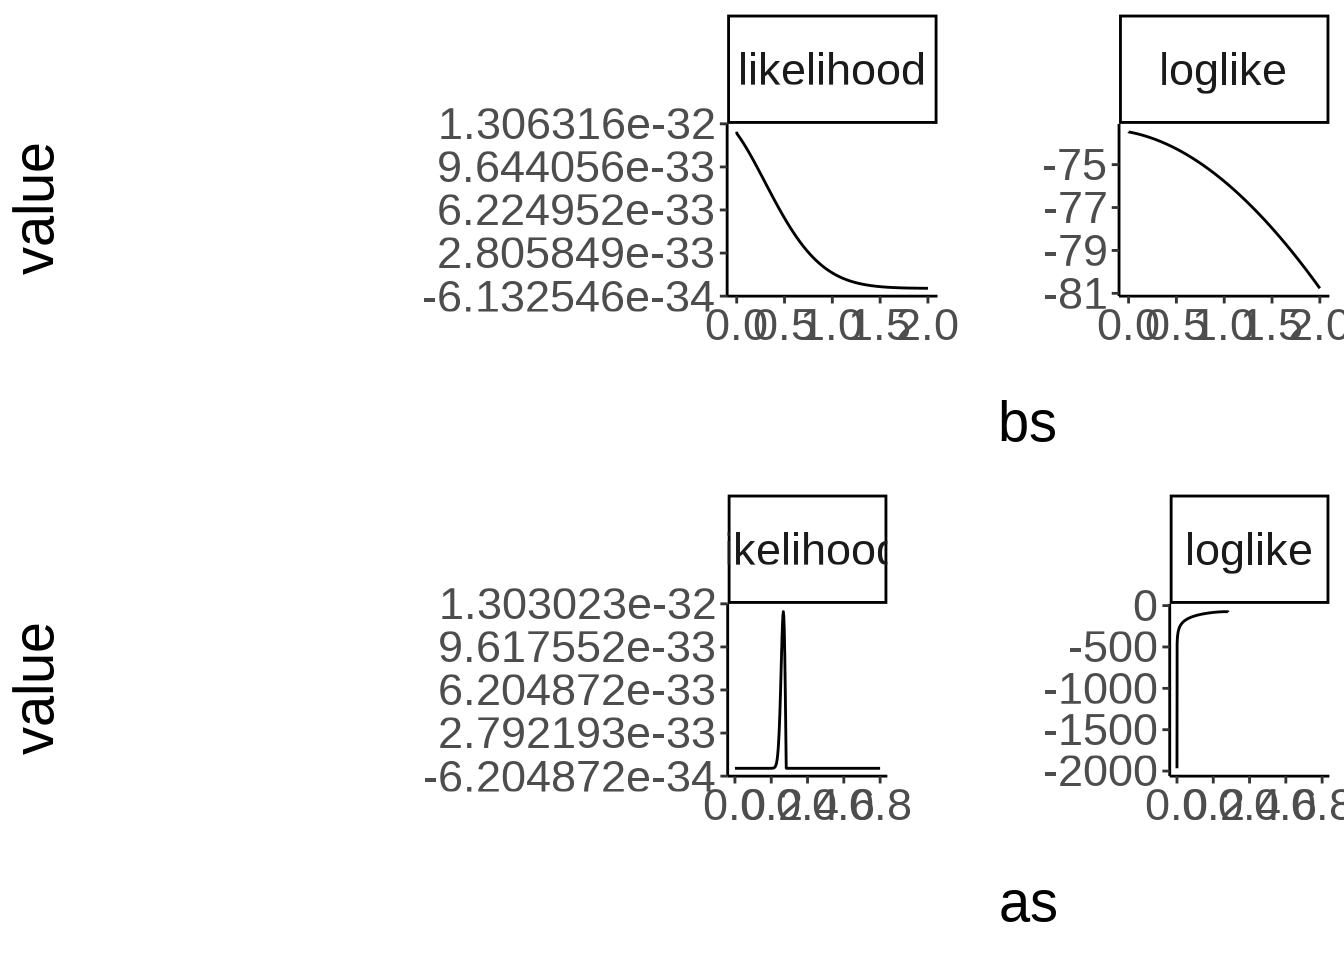 likelihood
loglike
value
1.306316e-32
9.644056e-33
6.224952e-33
2.805849e-33
-6.132546e-34
0.0 0.5 1.0 1.5 2.0
-75
-77
-79
-81
0.0 0.5 1.0 1.5 2.0
bs
kelihood
loglike
value
1.303023e-32
9.617552e-33
6.204872e-33
2.792193e-33
-6.204872e-34
0.0 0.2 0.4 0.6 0.8
0
-500
-1000
-1500
-2000
0.0 0.2 0.4 0.6 0.8
as